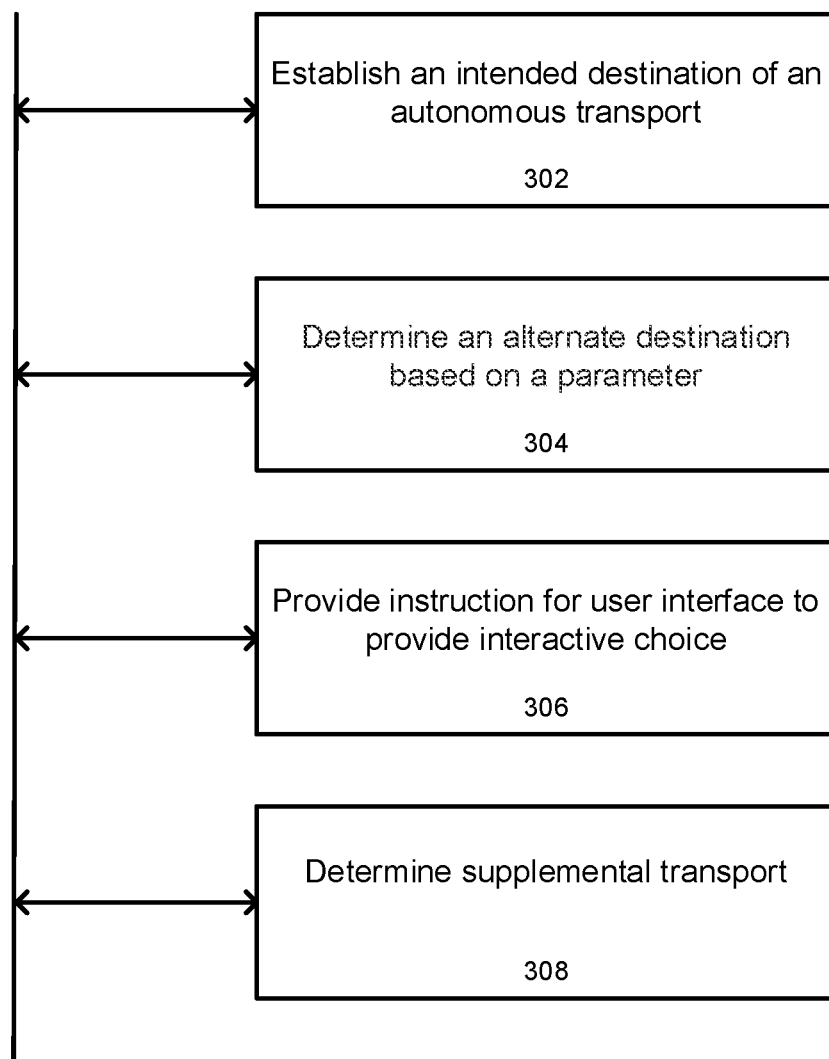 Establish an intended destination of an
autonomous transport
302
Determine an alternate destination
based on a parameter
304
Provide instruction for user interface to
provide interactive choice
306
Determine supplemental transport
308